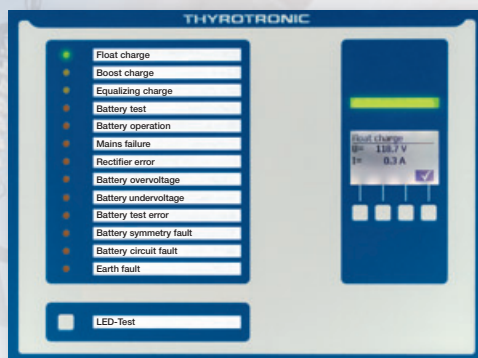 THYROTRONIC
Float charge
Boost charge
Equalizing charge
Battery test
Battery operation
Mains failure
Rectifier error
Battery overvoltage
Battery undervoltage
Battery test error
Battery symmetry fault
Battery circuit fault
Earth fault
LED-Test
Float charge
U= 118.7 V
I= 0.3 A